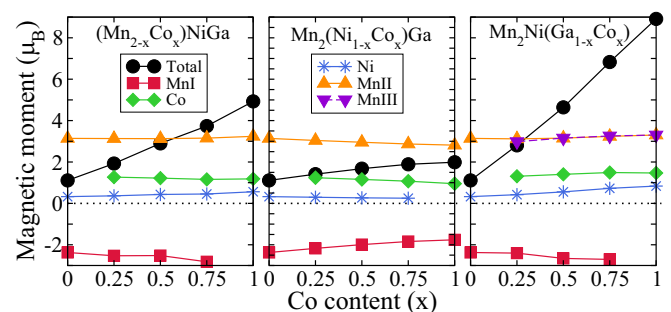 (Mn₂₋ₓCoₓ)NiGa
Mn₂(Ni₁₋ₓCoₓ)Ga
Mn₂Ni(Ga₁₋ₓCoₓ)
Magnetic moment (μ_B)
8
6
4
2
0
-2
Total
MnI
Co
Ni
MnII
MnIII
0 0.25 0.5 0.75 1
0 0.25 0.5 0.75 1
0 0.25 0.5 0.75 1
Co content (x)